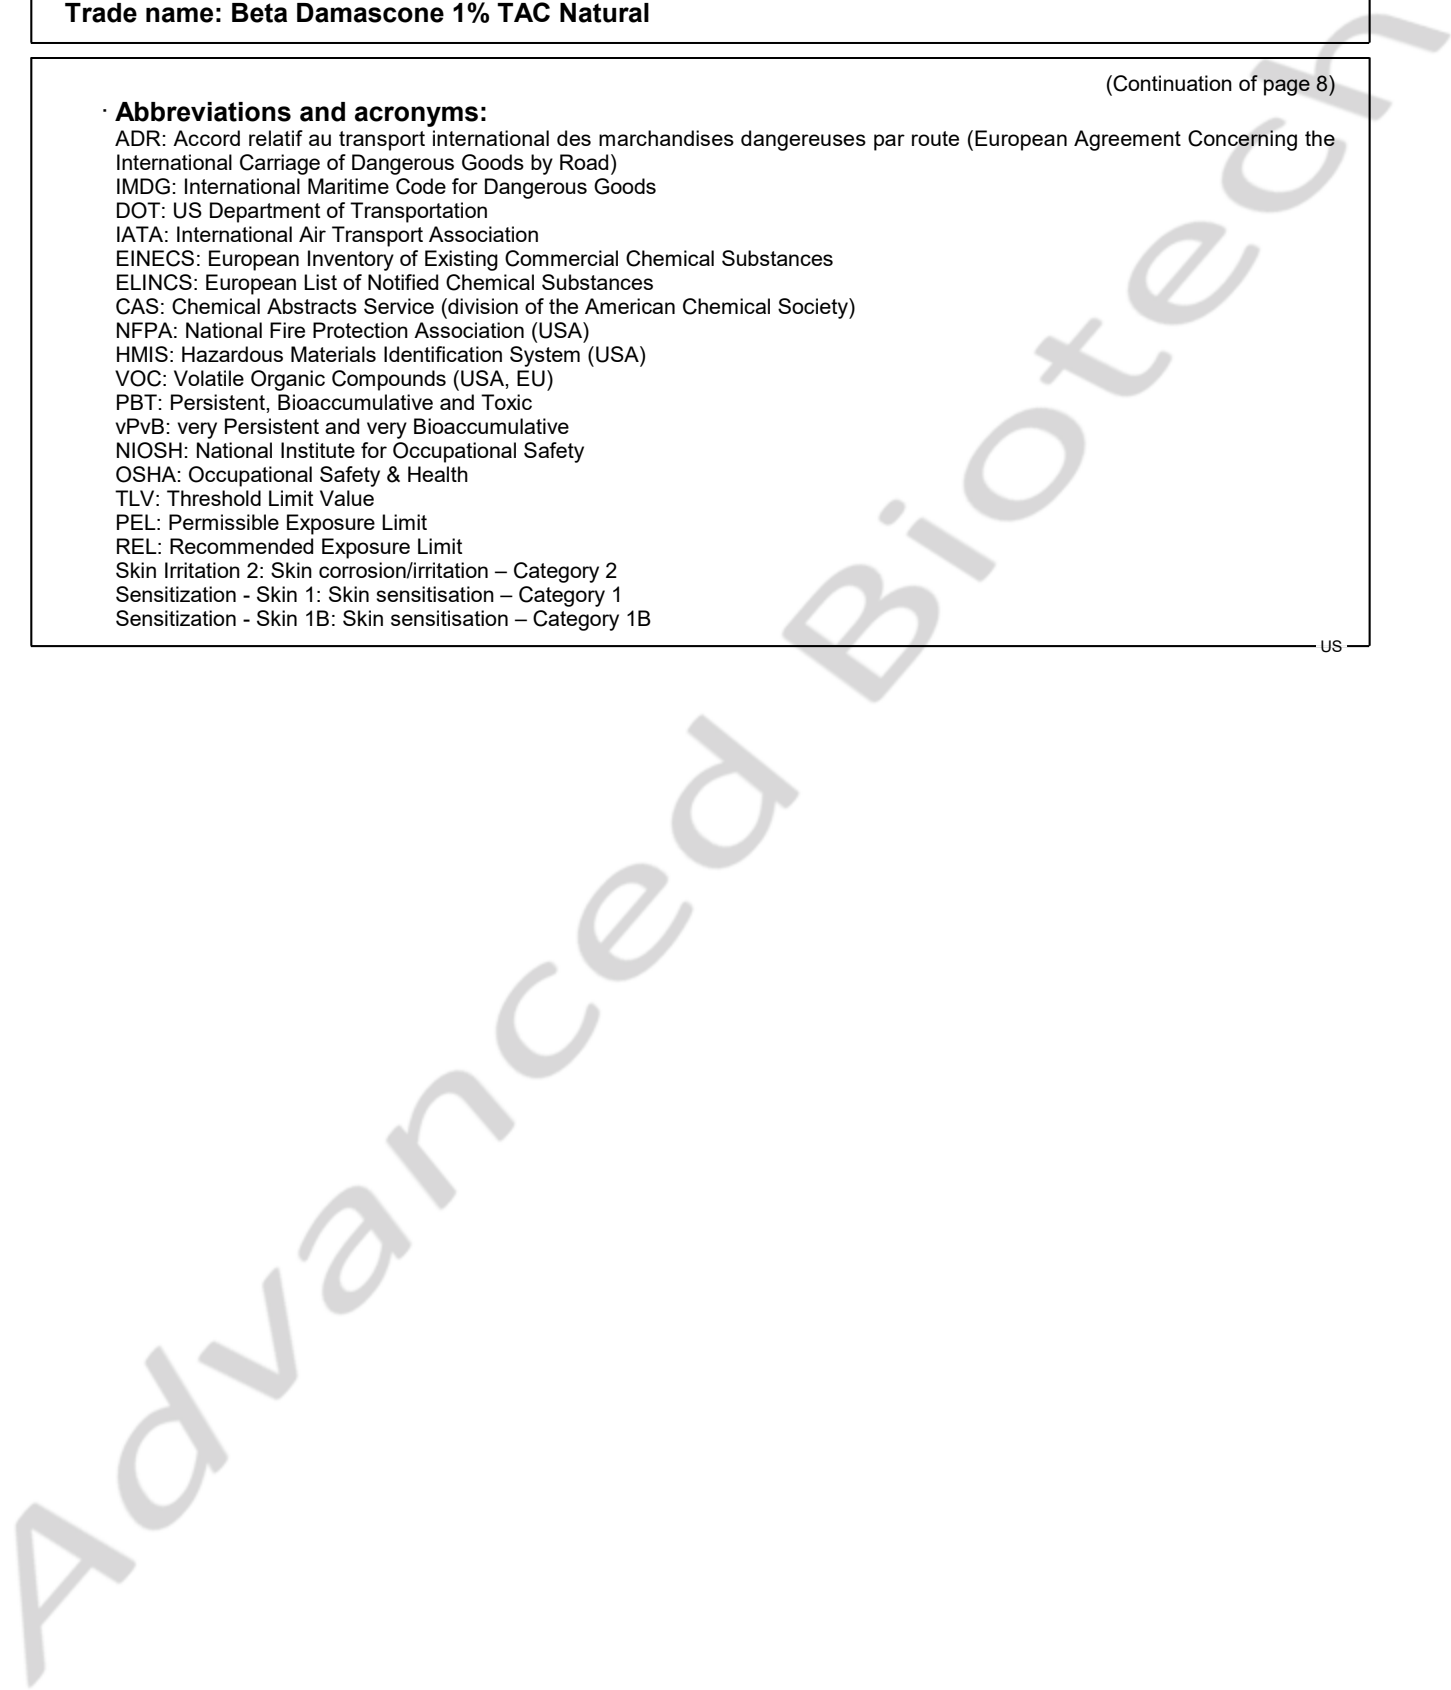 Trade name: Beta Damascone 1% TAC Natural
(Continuation of page 8)
· Abbreviations and acronyms:
ADR: Accord relatif au transport international des marchandises dangereuses par route (European Agreement Concerning the
International Carriage of Dangerous Goods by Road)
IMDG: International Maritime Code for Dangerous Goods
DOT: US Department of Transportation
IATA: International Air Transport Association
EINECS: European Inventory of Existing Commercial Chemical Substances
ELINCS: European List of Notified Chemical Substances
CAS: Chemical Abstracts Service (division of the American Chemical Society)
NFPA: National Fire Protection Association (USA)
HMIS: Hazardous Materials Identification System (USA)
VOC: Volatile Organic Compounds (USA, EU)
PBT: Persistent, Bioaccumulative and Toxic
vPvB: very Persistent and very Bioaccumulative
NIOSH: National Institute for Occupational Safety
OSHA: Occupational Safety & Health
TLV: Threshold Limit Value
PEL: Permissible Exposure Limit
REL: Recommended Exposure Limit
Skin Irritation 2: Skin corrosion/irritation – Category 2
Sensitization - Skin 1: Skin sensitisation – Category 1
Sensitization - Skin 1B: Skin sensitisation – Category 1B
US
Advanced Biotech